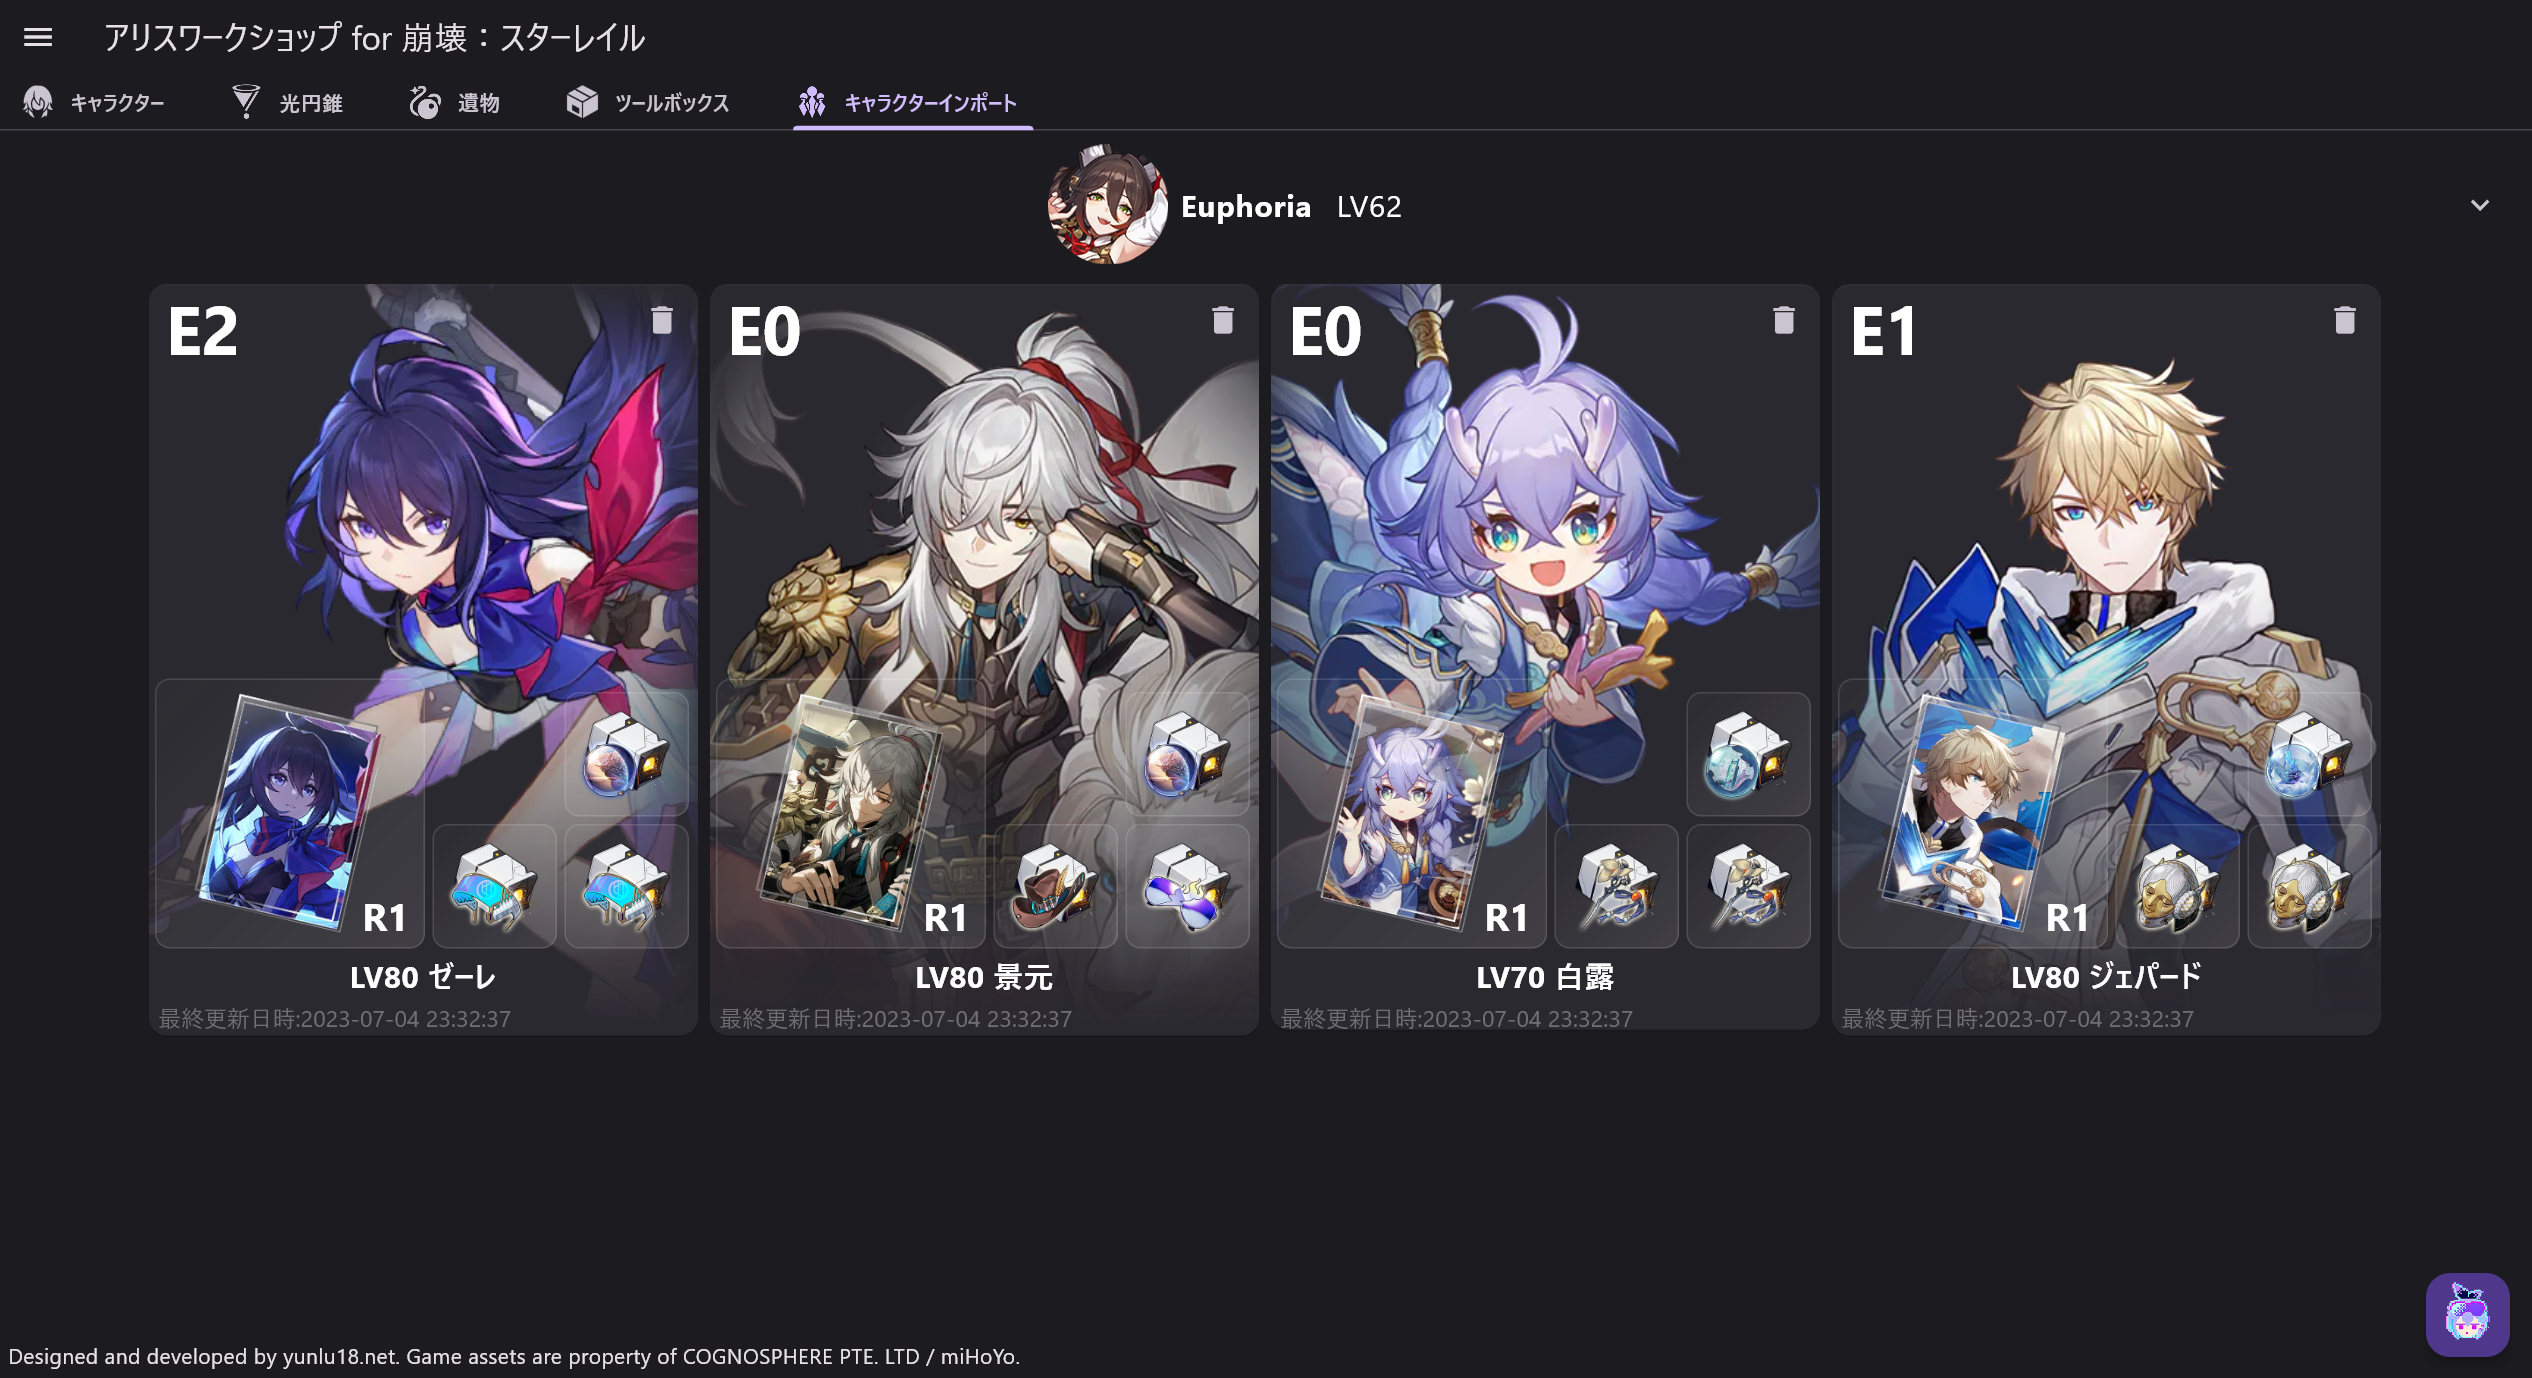 アリスワークショップ for 崩壊：スターレイル
キャラクター 光円錐 遺物 ツールボックス キャラクターインポート
Euphoria LV62
E2
R1
LV80 ゼーレ
最終更新日時:2023-07-04 23:32:37
E0
R1
LV80 景元
最終更新日時:2023-07-04 23:32:37
E0
R1
LV70 白露
最終更新日時:2023-07-04 23:32:37
E1
R1
LV80 ジェパード
最終更新日時:2023-07-04 23:32:37
Designed and developed by yunlu18.net. Game assets are property of COGNOSPHERE PTE. LTD / miHoYo.